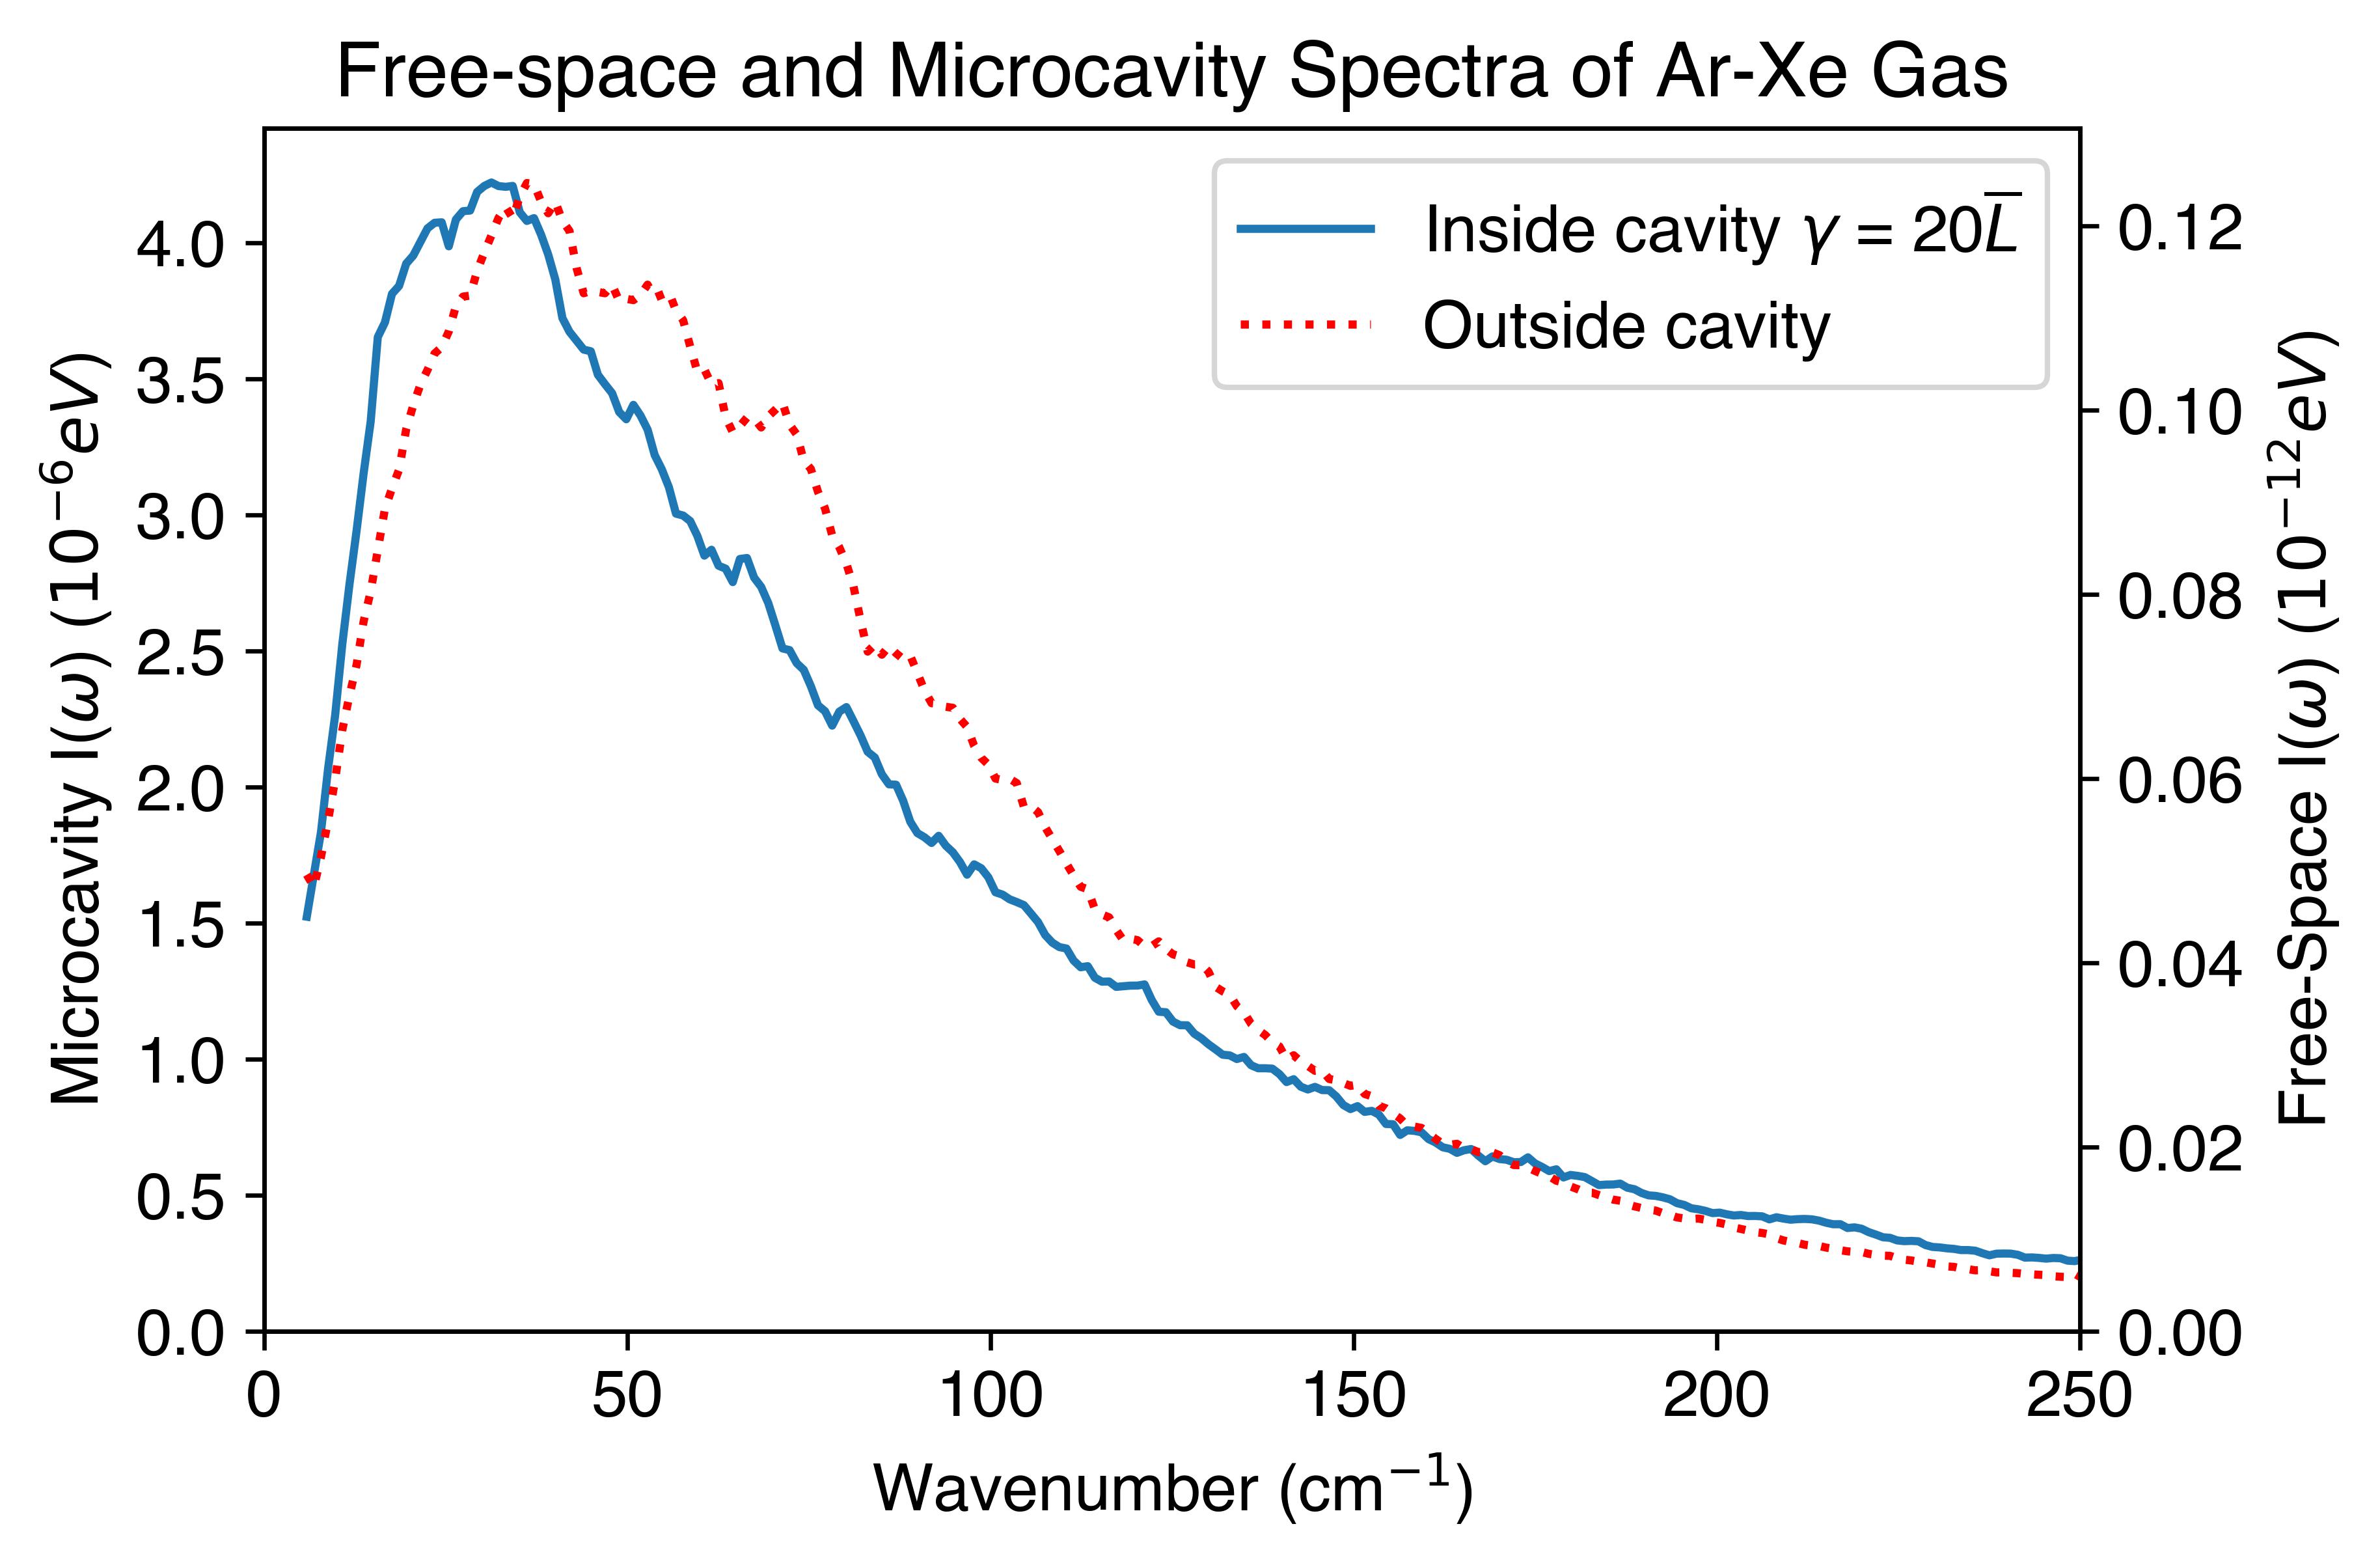 Free-space and Microcavity Spectra of Ar-Xe Gas
Inside cavity γ = 20L̅
Outside cavity
Microcavity I(ω) (10⁻⁶eV)
4.0
3.5
3.0
2.5
2.0
1.5
1.0
0.5
0.0
0.12
0.10
0.08
0.06
0.04
0.02
0.00
Free-Space I(ω) (10⁻¹²eV)
0 50 100 150 200 250
Wavenumber (cm⁻¹)